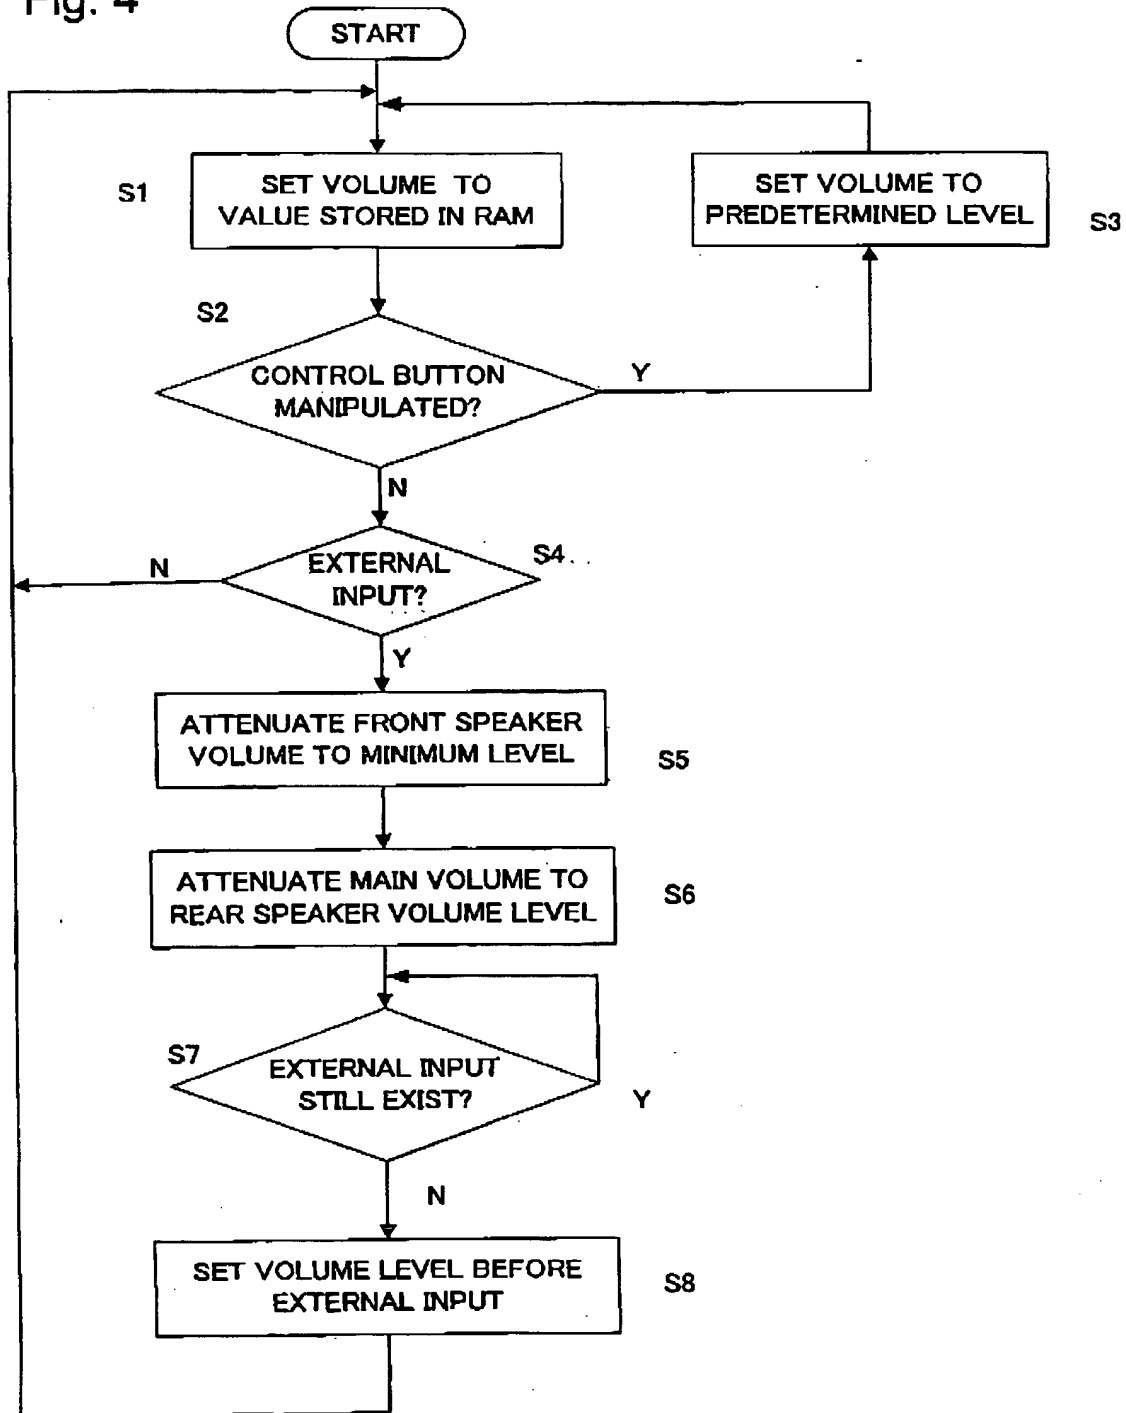 Fig. 4
START
S1
SET VOLUME TO
VALUE STORED IN RAM
SET VOLUME TO
PREDETERMINED LEVEL
S3
S2
CONTROL BUTTON
MANIPULATED?
Y
N
EXTERNAL
INPUT?
S4
N
Y
ATTENUATE FRONT SPEAKER
VOLUME TO MINIMUM LEVEL
S5
ATTENUATE MAIN VOLUME TO
REAR SPEAKER VOLUME LEVEL
S6
S7
EXTERNAL INPUT
STILL EXIST?
Y
N
SET VOLUME LEVEL BEFORE
EXTERNAL INPUT
S8